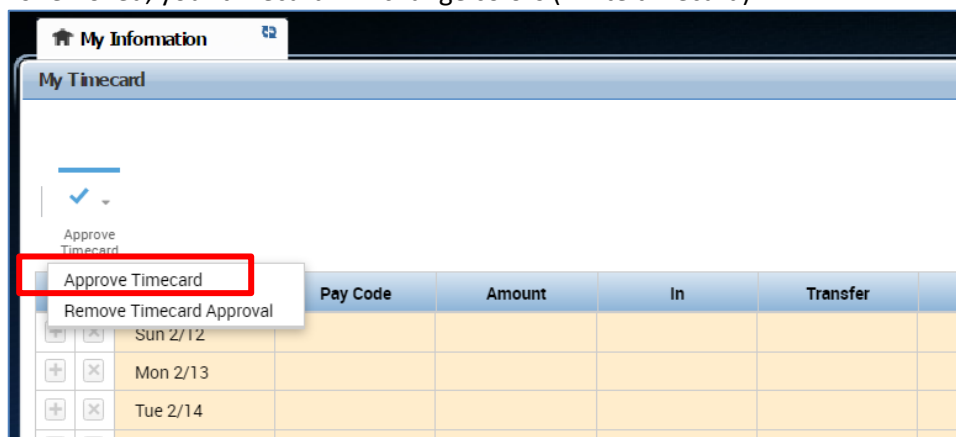 My Information
My Timecard
Approve
Timecard
Approve Timecard
Remove Timecard Approval
Pay Code Amount In Transfer
Sun 2/12
Mon 2/13
Tue 2/14